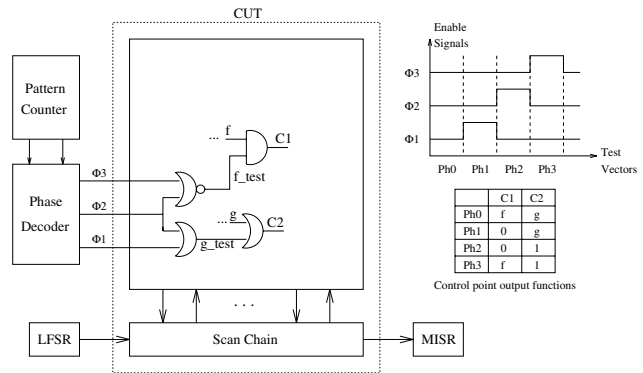 CUT
Pattern
Counter
Phase
Decoder
Φ3
Φ2
Φ1
... f
C1
f_test
... g
C2
g_test
. . .
LFSR
Scan Chain
MISR
Enable
Signals
Φ3
Φ2
Φ1
Ph0 Ph1 Ph2 Ph3
Test
Vectors
C1 C2
Ph0 f g
Ph1 0 g
Ph2 0 1
Ph3 f 1
Control point output functions